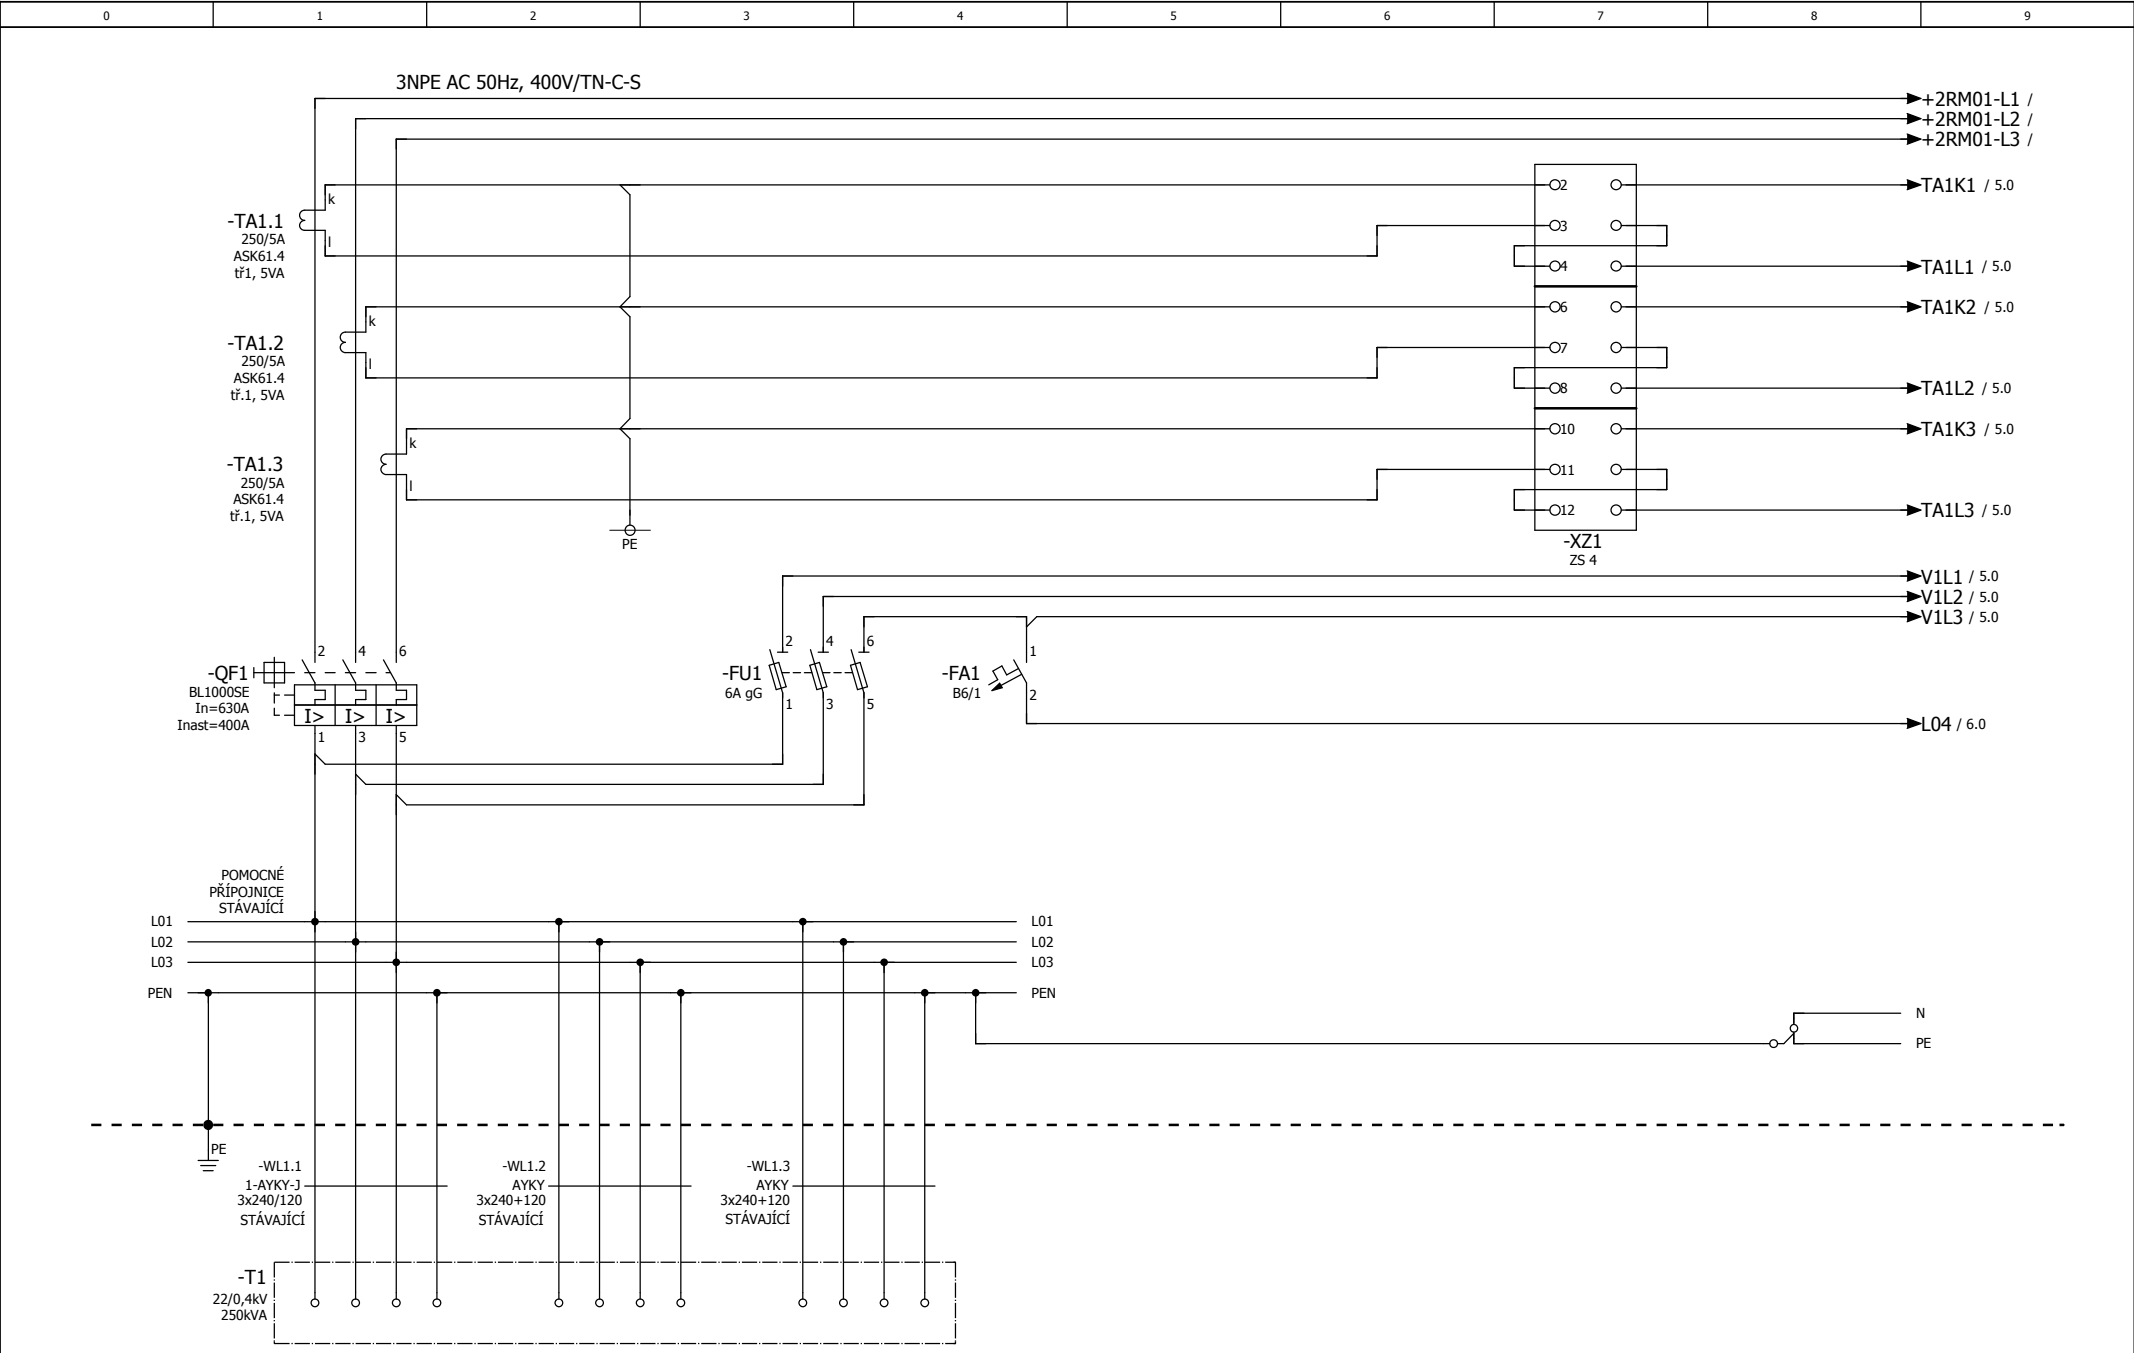 0 1 2 3 4 5 6 7 8 9
3NPE AC 50Hz, 400V/TN-C-S
+2RM01-L1 /
+2RM01-L2 /
+2RM01-L3 /
k
2
TA1K1 / 5.0
-TA1.1
250/5A
ASK61.4
tř1, 5VA
l
3
4
TA1L1 / 5.0
k
6
TA1K2 / 5.0
-TA1.2
250/5A
ASK61.4
tř.1, 5VA
l
7
8
TA1L2 / 5.0
k
10
TA1K3 / 5.0
-TA1.3
250/5A
ASK61.4
tř.1, 5VA
l
11
12
TA1L3 / 5.0
PE
-XZ1
ZS 4
V1L1 / 5.0
V1L2 / 5.0
V1L3 / 5.0
2 4 6
-QF1
BL1000SE
In=630A
Inast=400A
I> I> I>
1 3 5
2 4 6
-FU1
6A gG
1 3 5
1
-FA1
B6/1
2
L04 / 6.0
POMOCNÉ
PŘÍPOJNICE
STÁVAJÍCÍ
L01 L01
L02 L02
L03 L03
PEN PEN
N
PE
PE
-WL1.1
1-AYKY-J
3x240/120
STÁVAJÍCÍ
-WL1.2
AYKY
3x240+120
STÁVAJÍCÍ
-WL1.3
AYKY
3x240+120
STÁVAJÍCÍ
-T1
22/0,4kV
250kVA